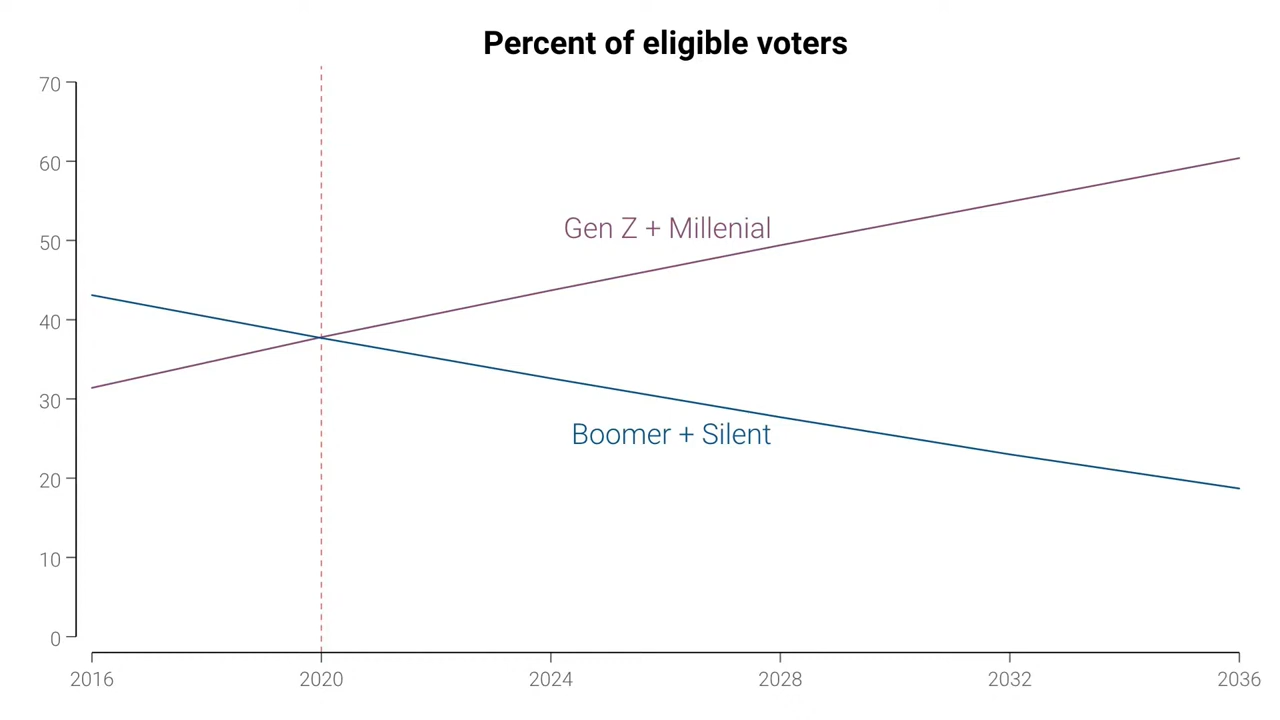 Percent of eligible voters
70
60
50
40
30
20
10
0
Gen Z + Millenial
Boomer + Silent
2016 2020 2024 2028 2032 2036